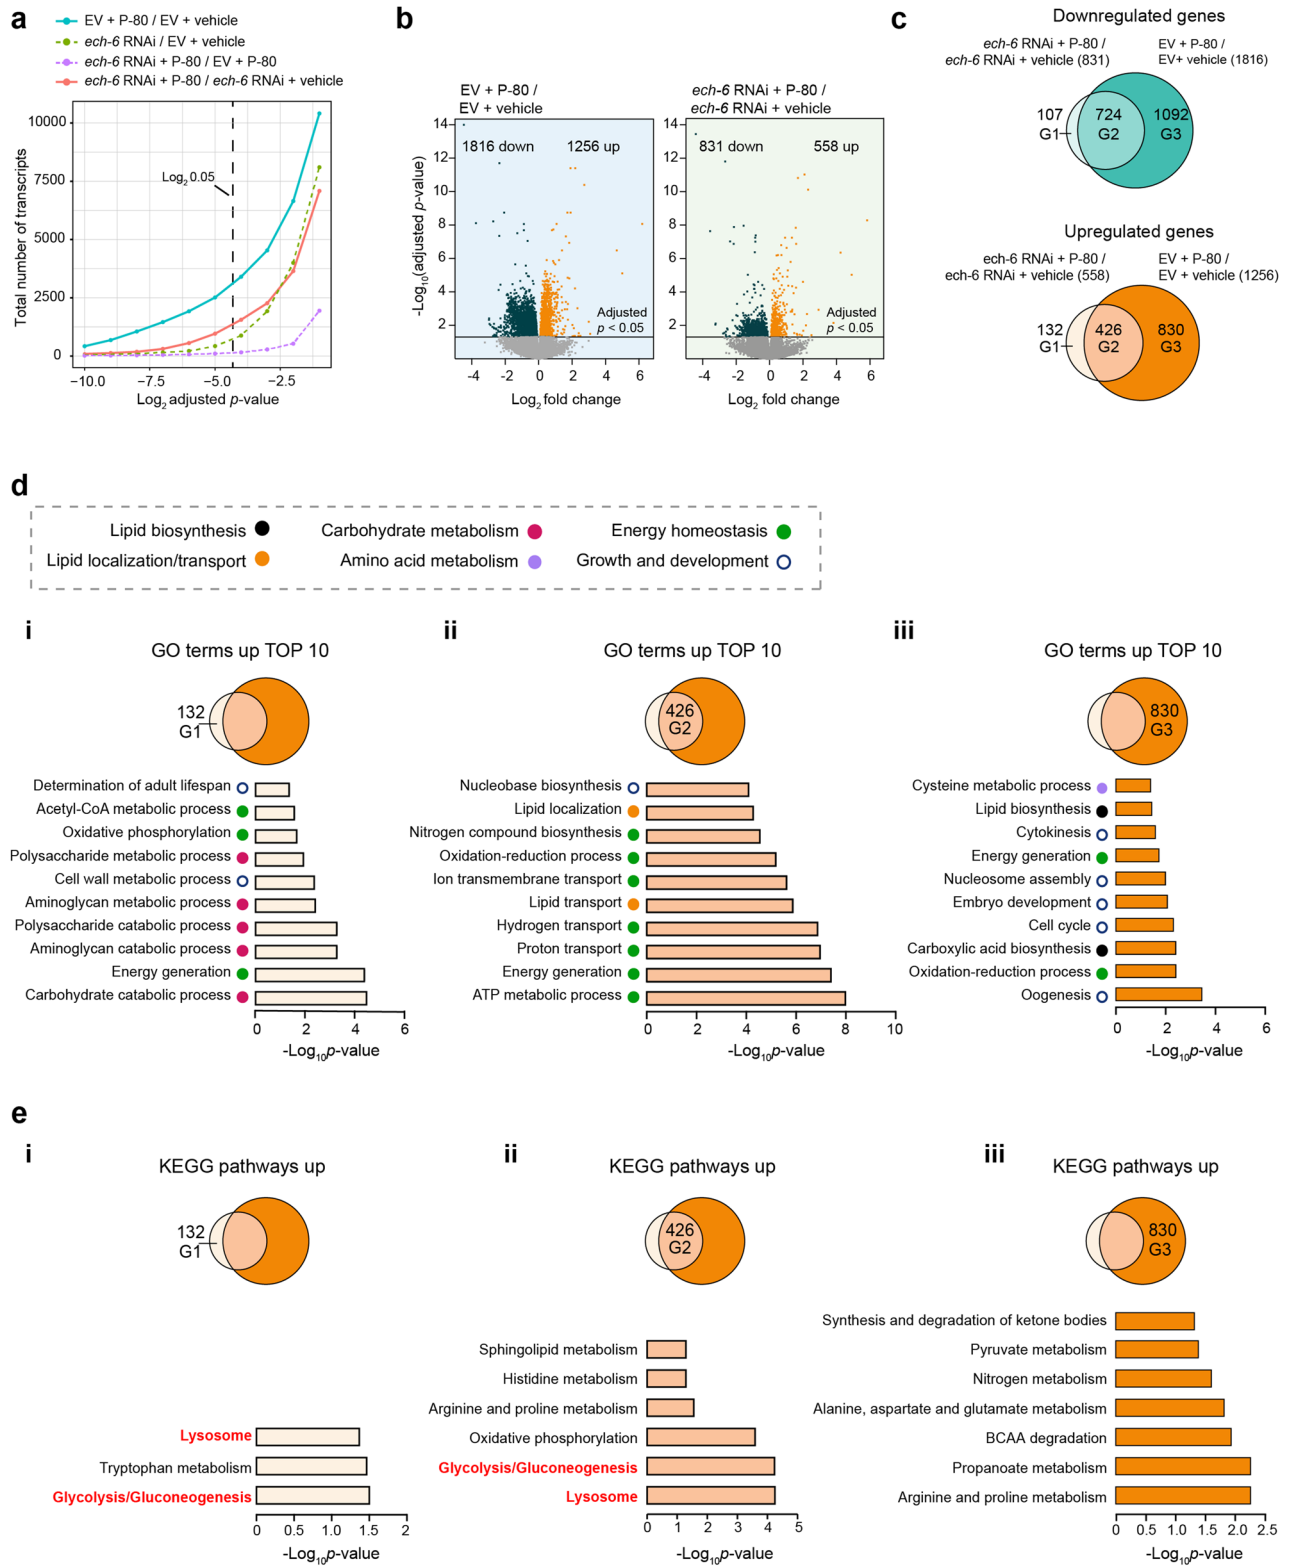 a
EV + P-80 / EV + vehicle
ech-6 RNAi / EV + vehicle
ech-6 RNAi + P-80 / EV + P-80
ech-6 RNAi + P-80 / ech-6 RNAi + vehicle
Total number of transcripts
10000
7500
5000
2500
0
Log2 0.05
−10.0 −7.5 −5.0 −2.5
Log2 adjusted p-value
b
EV + P-80 /
EV + vehicle
ech-6 RNAi + P-80 /
ech-6 RNAi + vehicle
-Log10(adjusted p-value)
14
12
10
8
6
4
2
1816 down 1256 up
Adjusted
p < 0.05
-4 -2 0 2 4 6
Log2 fold change
14
12
10
8
6
4
2
831 down 558 up
Adjusted
p < 0.05
-4 -2 0 2 4 6
Log2 fold change
c
Downregulated genes
ech-6 RNAi + P-80 /
ech-6 RNAi + vehicle (831)
EV + P-80 /
EV+ vehicle (1816)
107
G1
724
G2
1092
G3
Upregulated genes
ech-6 RNAi + P-80 /
ech-6 RNAi + vehicle (558)
EV + P-80 /
EV + vehicle (1256)
132
G1
426
G2
830
G3
d
Lipid biosynthesis
Carbohydrate metabolism
Energy homeostasis
Lipid localization/transport
Amino acid metabolism
Growth and development
i
GO terms up TOP 10
132
G1
Determination of adult lifespan
Acetyl-CoA metabolic process
Oxidative phosphorylation
Polysaccharide metabolic process
Cell wall metabolic process
Aminoglycan metabolic process
Polysaccharide catabolic process
Aminoglycan catabolic process
Energy generation
Carbohydrate catabolic process
0 2 4 6
-Log10p-value
ii
GO terms up TOP 10
426
G2
Nucleobase biosynthesis
Lipid localization
Nitrogen compound biosynthesis
Oxidation-reduction process
Ion transmembrane transport
Lipid transport
Hydrogen transport
Proton transport
Energy generation
ATP metabolic process
0 2 4 6 8 10
-Log10p-value
iii
GO terms up TOP 10
830
G3
Cysteine metabolic process
Lipid biosynthesis
Cytokinesis
Energy generation
Nucleosome assembly
Embryo development
Cell cycle
Carboxylic acid biosynthesis
Oxidation-reduction process
Oogenesis
0 2 4 6
-Log10p-value
e
i
KEGG pathways up
132
G1
Lysosome
Tryptophan metabolism
Glycolysis/Gluconeogenesis
0 0.5 1.0 1.5 2
-Log10p-value
ii
KEGG pathways up
426
G2
Sphingolipid metabolism
Histidine metabolism
Arginine and proline metabolism
Oxidative phosphorylation
Glycolysis/Gluconeogenesis
Lysosome
0 1 2 3 4 5
-Log10p-value
iii
KEGG pathways up
830
G3
Synthesis and degradation of ketone bodies
Pyruvate metabolism
Nitrogen metabolism
Alanine, aspartate and glutamate metabolism
BCAA degradation
Propanoate metabolism
Arginine and proline metabolism
0 0.5 1.0 1.5 2.0 2.5
-Log10p-value